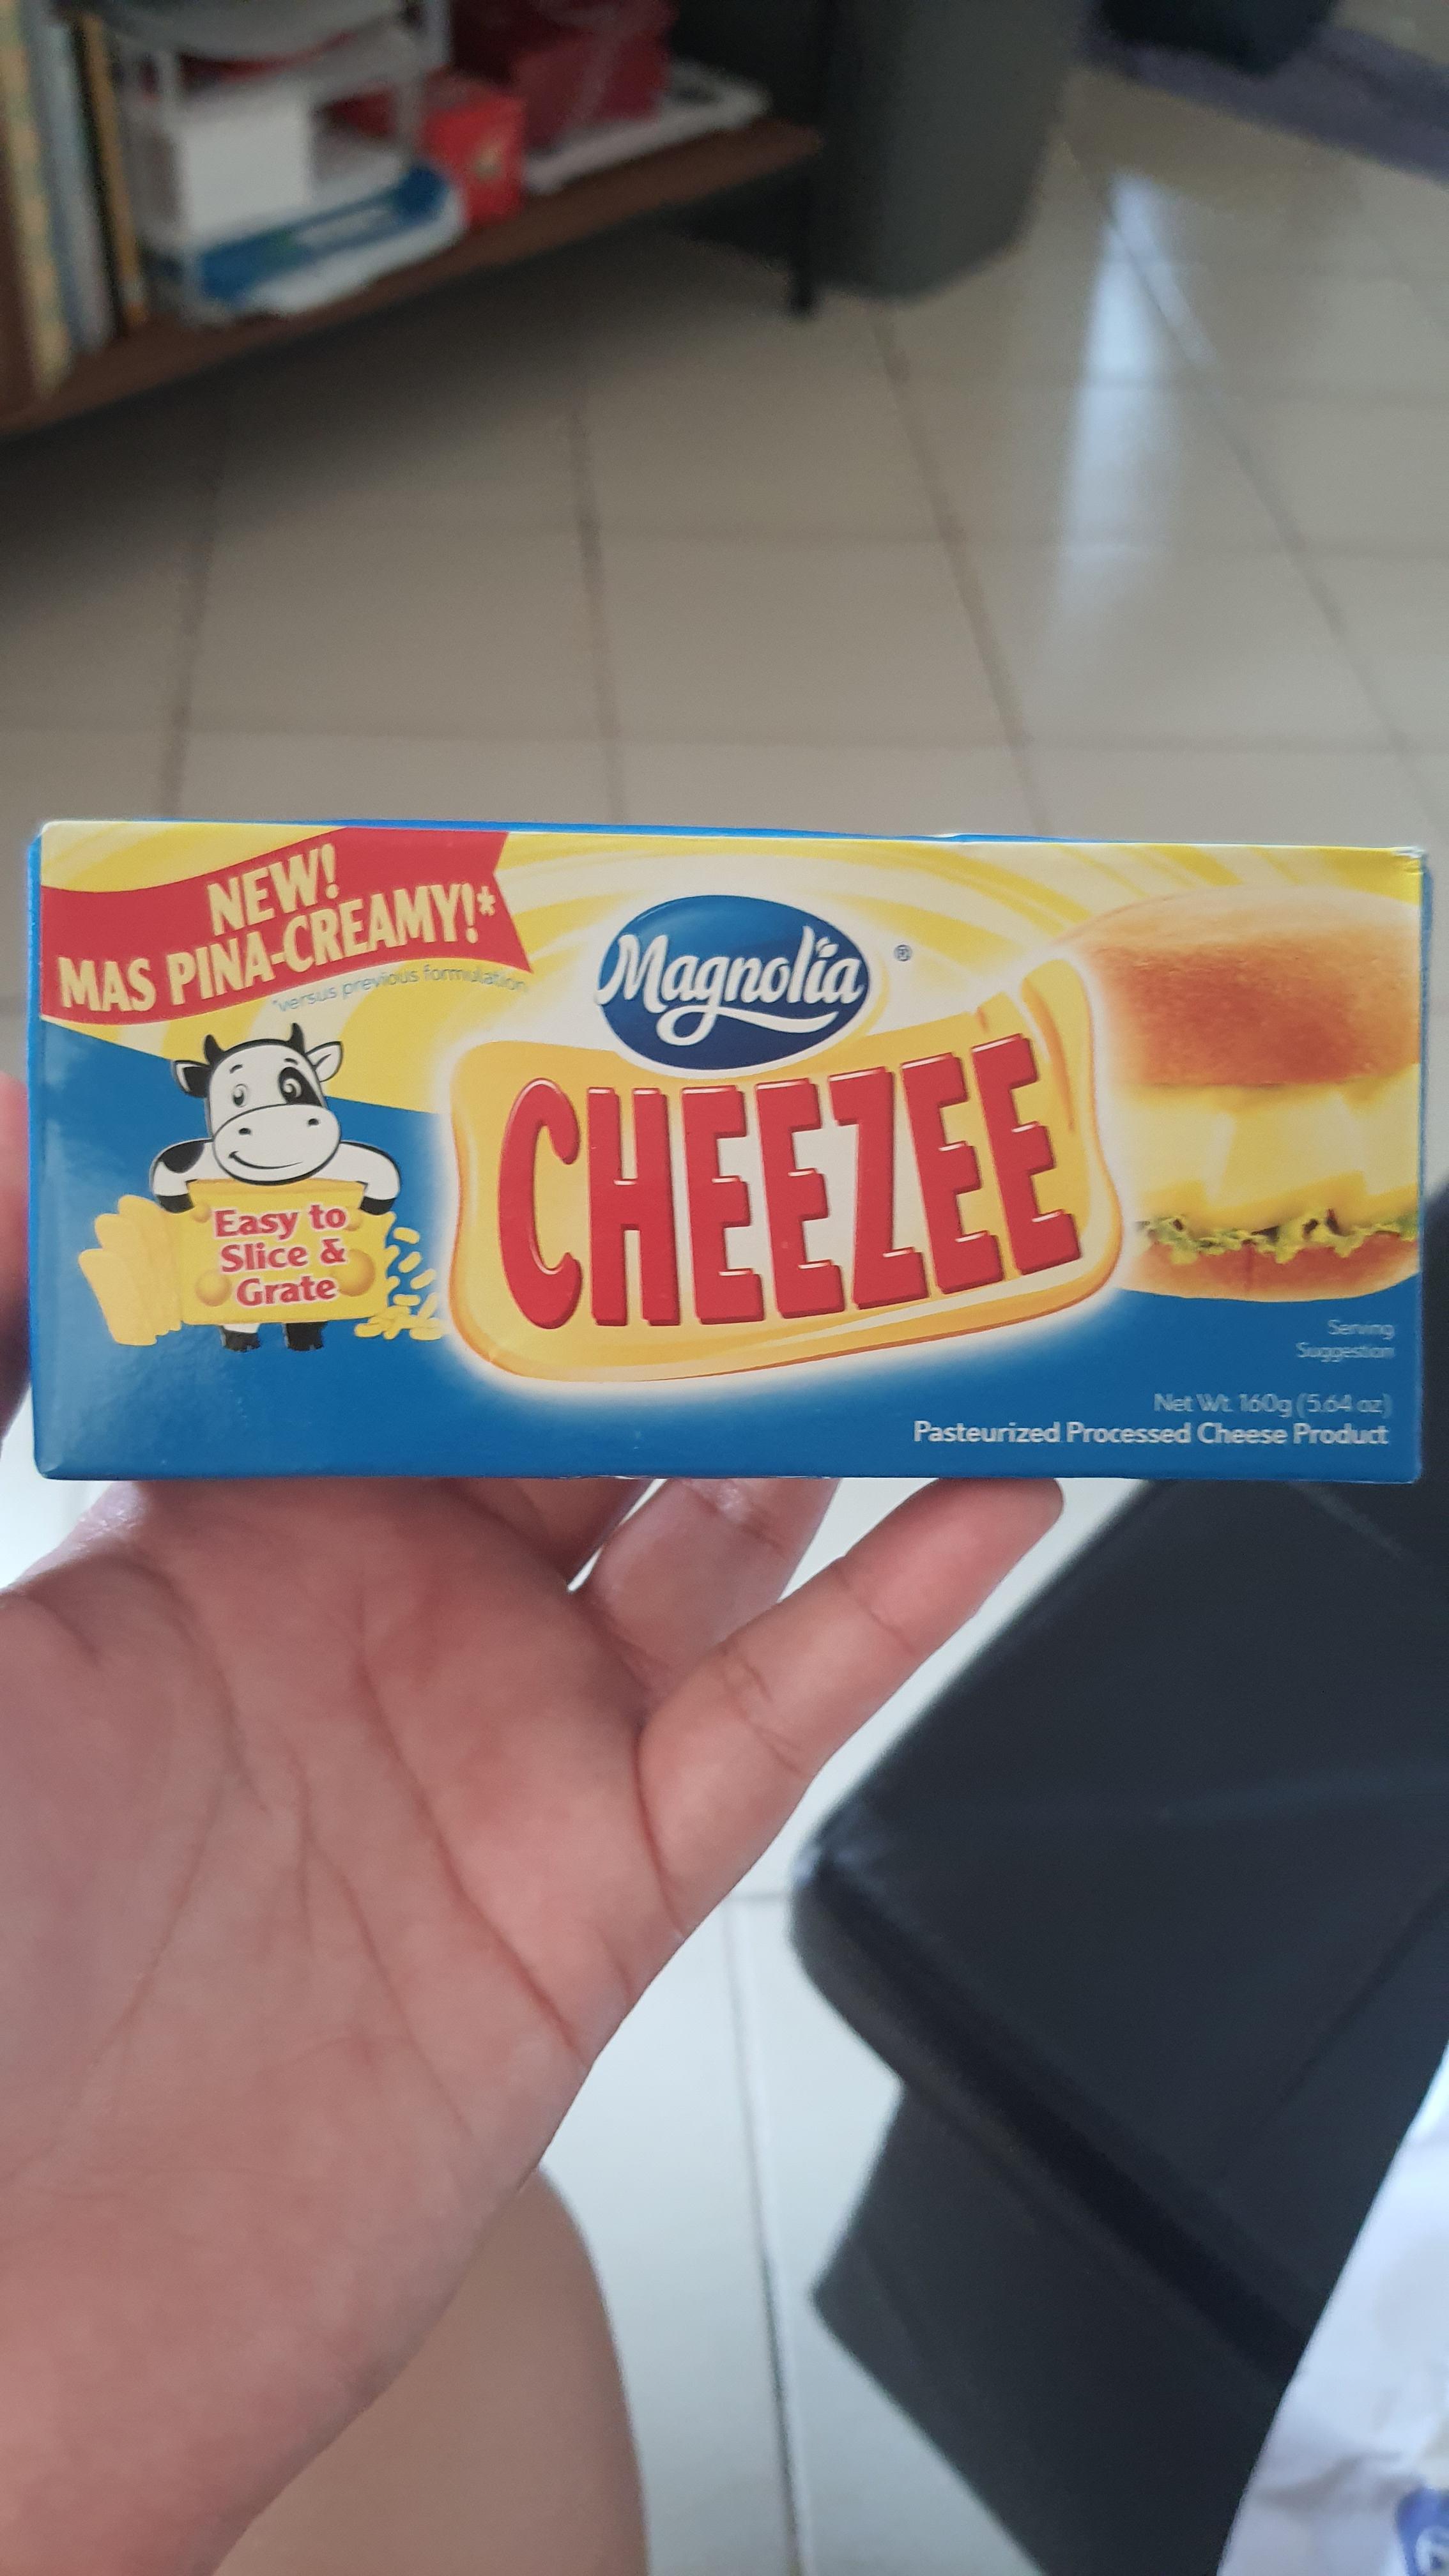 NEW!
MAS PINA-CREAMY!*
*versus previous formulation
Magnolia ®
CHEEZEE
Easy to
Slice &
Grate
Serving
Suggestion
Net Wt. 160g (5.64 oz)
Pasteurized Processed Cheese Product